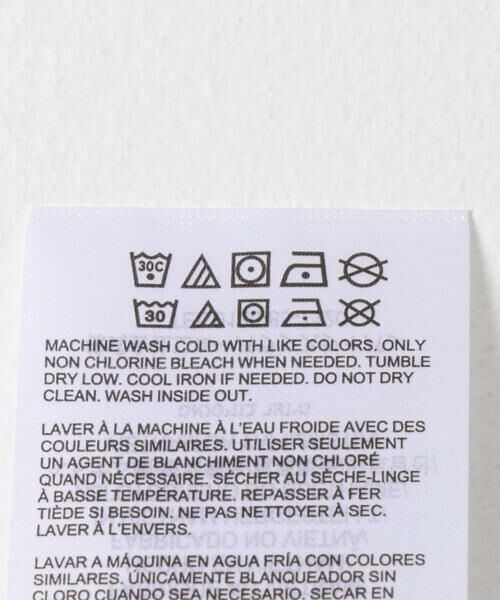 30C
30
MACHINE WASH COLD WITH LIKE COLORS. ONLY
NON CHLORINE BLEACH WHEN NEEDED. TUMBLE
DRY LOW. COOL IRON IF NEEDED. DO NOT DRY
CLEAN. WASH INSIDE OUT.
LAVER À LA MACHINE À L'EAU FROIDE AVEC DES
COULEURS SIMILAIRES. UTILISER SEULEMENT
UN AGENT DE BLANCHIMENT NON CHLORÉ
QUAND NÉCESSAIRE. SÉCHER AU SÈCHE-LINGE
À BASSE TEMPÉRATURE. REPASSER À FER
TIÈDE SI BESOIN. NE PAS NETTOYER À SEC.
LAVER À L'ENVERS.
LAVAR A MÁQUINA EN AGUA FRÍA CON COLORES
SIMILARES. ÚNICAMENTE BLANQUEADOR SIN
CLORO CUANDO SEA NECESARIO. SECAR EN